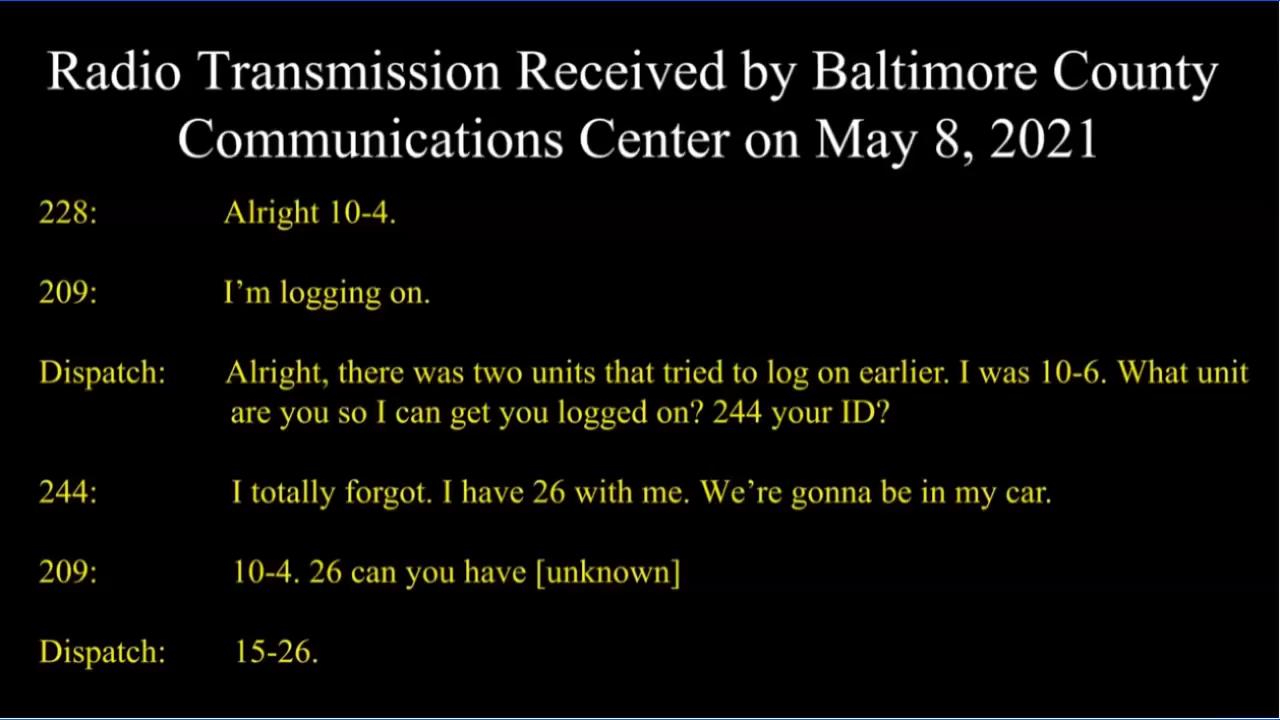 Radio Transmission Received by Baltimore County
Communications Center on May 8, 2021
228: Alright 10-4.
209: I'm logging on.
Dispatch: Alright, there was two units that tried to log on earlier. I was 10-6. What unit
are you so I can get you logged on? 244 your ID?
244: I totally forgot. I have 26 with me. We're gonna be in my car.
209: 10-4. 26 can you have [unknown]
Dispatch: 15-26.